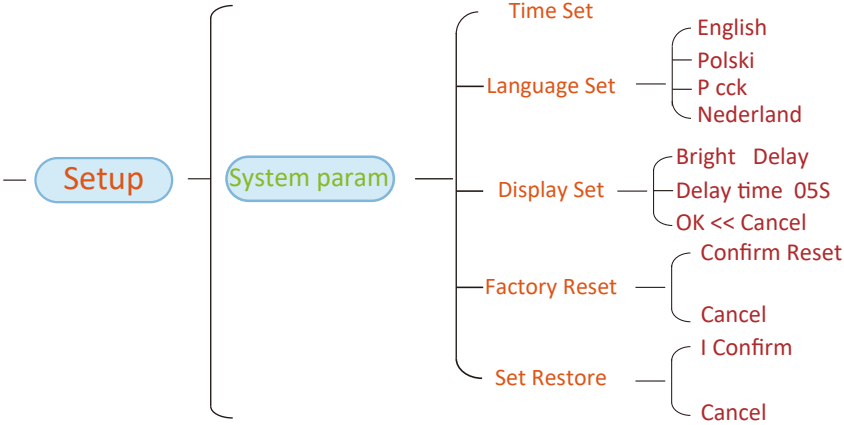 Setup
System param
Time Set
Language Set
English
Polski
P cck
Nederland
Display Set
Bright Delay
Delay time 05S
OK << Cancel
Factory Reset
Confirm Reset
Cancel
Set Restore
I Confirm
Cancel